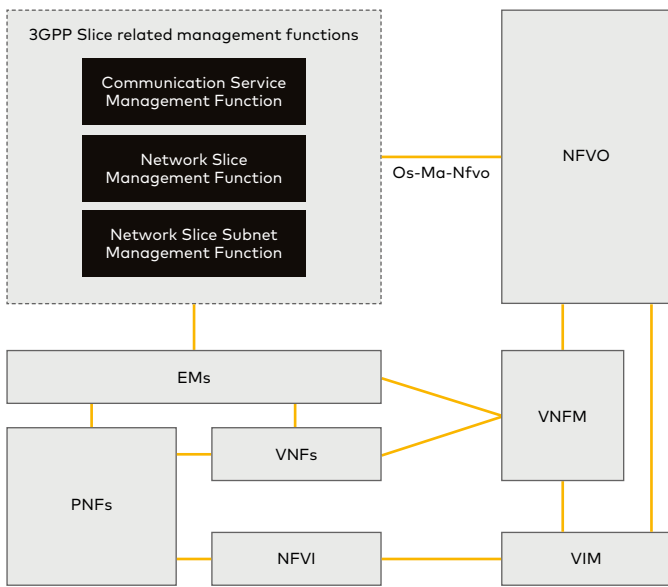 3GPP Slice related management functions
Communication Service
Management Function
Network Slice
Management Function
NFVO
Os-Ma-Nfvo
Network Slice Subnet
Management Function
EMs
VNFM
VNFs
PNFs
NFVI
VIM